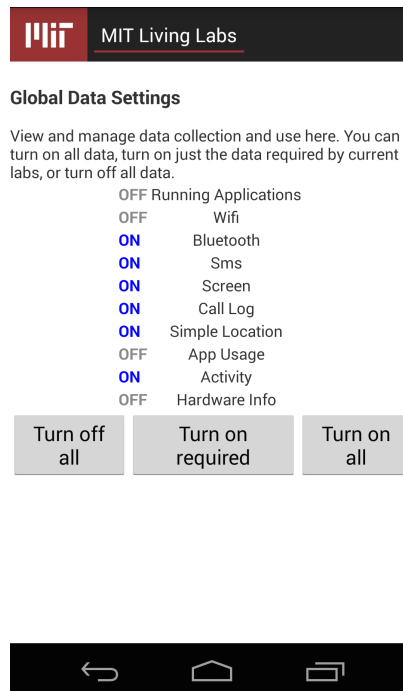 MIT MIT Living Labs
Global Data Settings
View and manage data collection and use here. You can
turn on all data, turn on just the data required by current
labs, or turn off all data.
OFF Running Applications
OFF Wifi
ON Bluetooth
ON Sms
ON Screen
ON Call Log
ON Simple Location
OFF App Usage
ON Activity
OFF Hardware Info
Turn off all
Turn on required
Turn on all